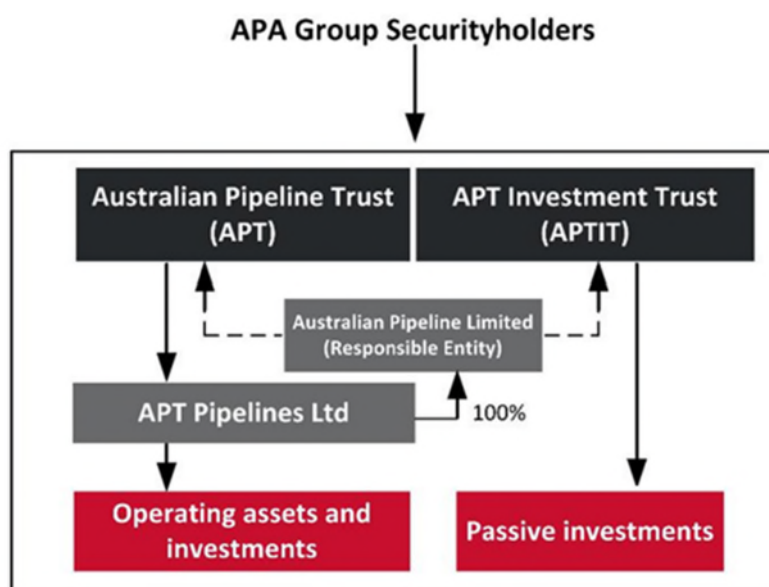 APA Group Securityholders
Australian Pipeline Trust
(APT)
APT Investment Trust
(APTIT)
Australian Pipeline Limited
(Responsible Entity)
APT Pipelines Ltd
100%
Operating assets and
investments
Passive investments